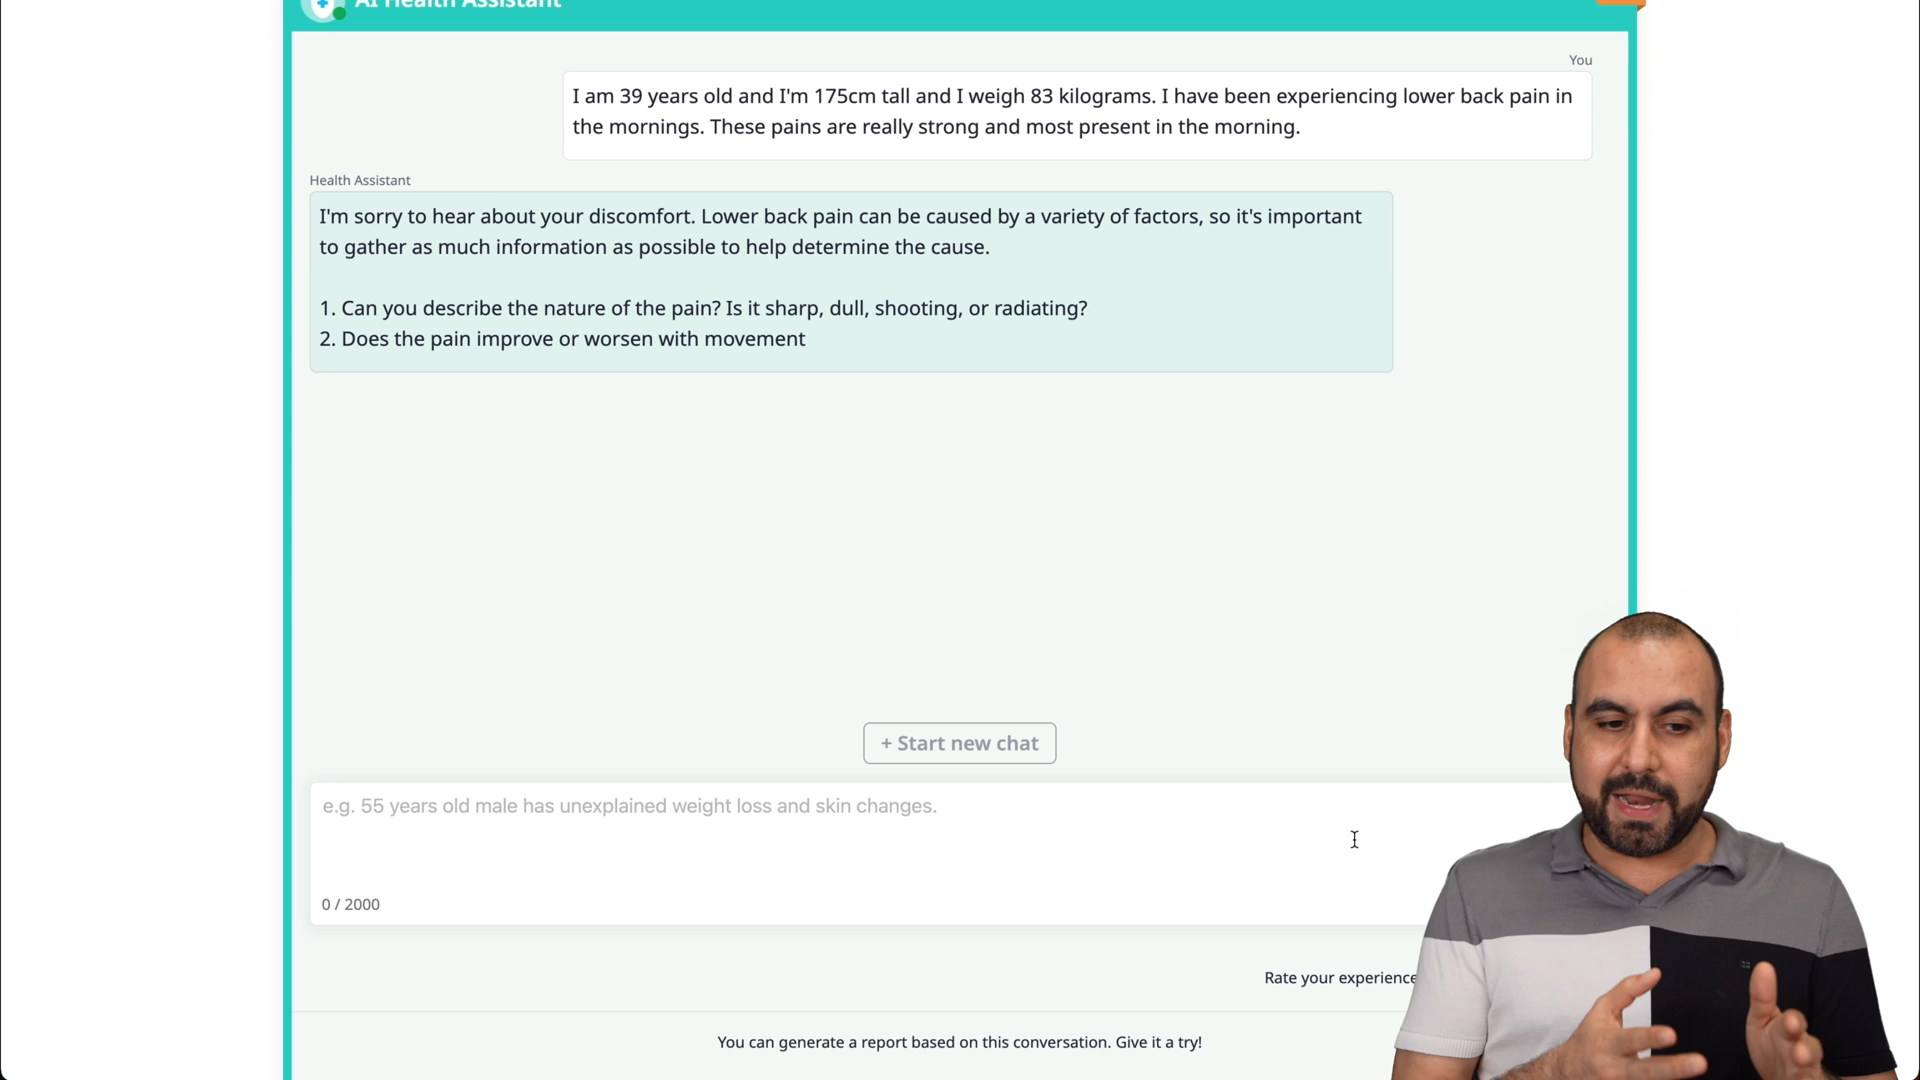 AI Health Assistant
You
I am 39 years old and I'm 175cm tall and I weigh 83 kilograms. I have been experiencing lower back pain in
the mornings. These pains are really strong and most present in the morning.
Health Assistant
I'm sorry to hear about your discomfort. Lower back pain can be caused by a variety of factors, so it's important
to gather as much information as possible to help determine the cause.
1. Can you describe the nature of the pain? Is it sharp, dull, shooting, or radiating?
2. Does the pain improve or worsen with movement
+ Start new chat
e.g. 55 years old male has unexplained weight loss and skin changes.
0 / 2000
Rate your experience
You can generate a report based on this conversation. Give it a try!